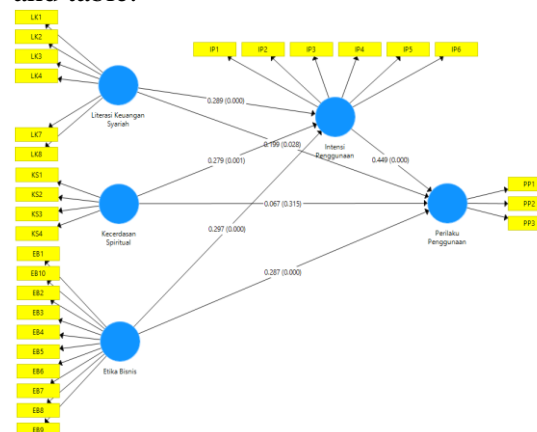 and table.
LK1
LK2
LK3
LK4
LK7
LK8
Literasi Keuangan
Syariah
KS1
KS2
KS3
KS4
Kecerdasan
Spiritual
EB1
EB10
EB2
EB3
EB4
EB5
EB6
EB7
EB8
EB9
Etika Bisnis
IP1
IP2
IP3
IP4
IP5
IP6
Intensi
Penggunaan
0.289 (0.000)
0.199 (0.028)
0.279 (0.001)
0.449 (0.000)
0.067 (0.315)
0.297 (0.000)
0.287 (0.000)
Perilaku
Penggunaan
PP1
PP2
PP3